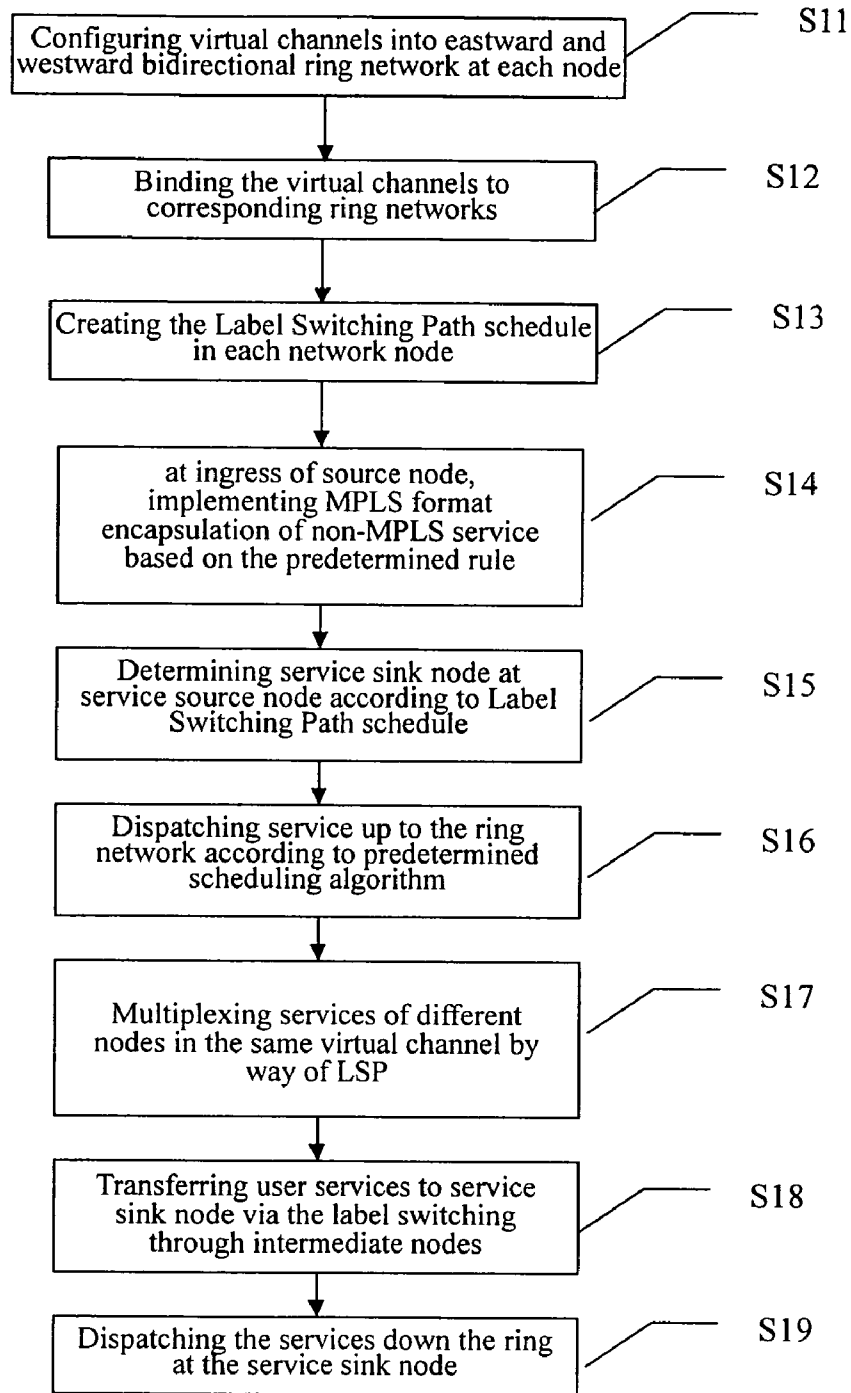 S11
Configuring virtual channels into eastward and
westward bidirectional ring network at each node
S12
Binding the virtual channels to
corresponding ring networks
S13
Creating the Label Switching Path schedule
in each network node
S14
at ingress of source node,
implementing MPLS format
encapsulation of non-MPLS service
based on the predetermined rule
S15
Determining service sink node at
service source node according to Label
Switching Path schedule
S16
Dispatching service up to the ring
network according to predetermined
scheduling algorithm
S17
Multiplexing services of different
nodes in the same virtual channel by
way of LSP
S18
Transferring user services to service
sink node via the label switching
through intermediate nodes
S19
Dispatching the services down the ring
at the service sink node